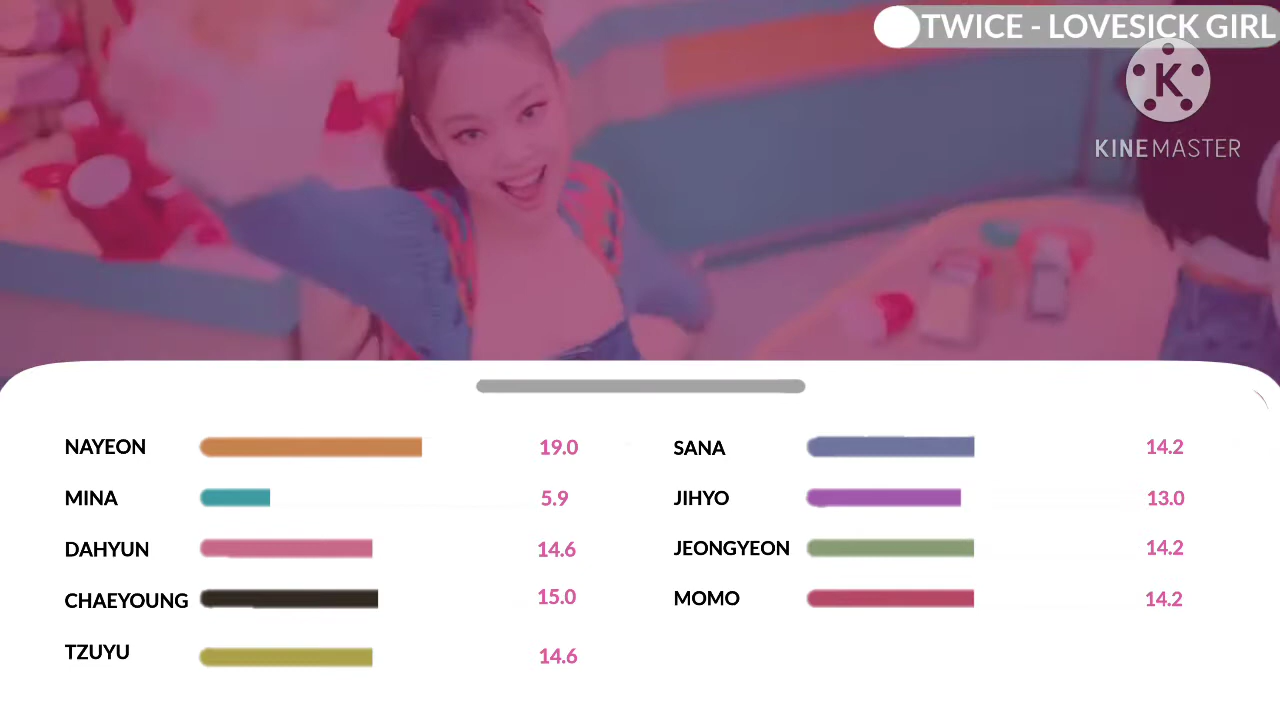 TWICE - LOVESICK GIRL
K
KINEMASTER
NAYEON 19.0
MINA 5.9
DAHYUN 14.6
CHAEYOUNG 15.0
TZUYU 14.6
SANA 14.2
JIHYO 13.0
JEONGYEON 14.2
MOMO 14.2